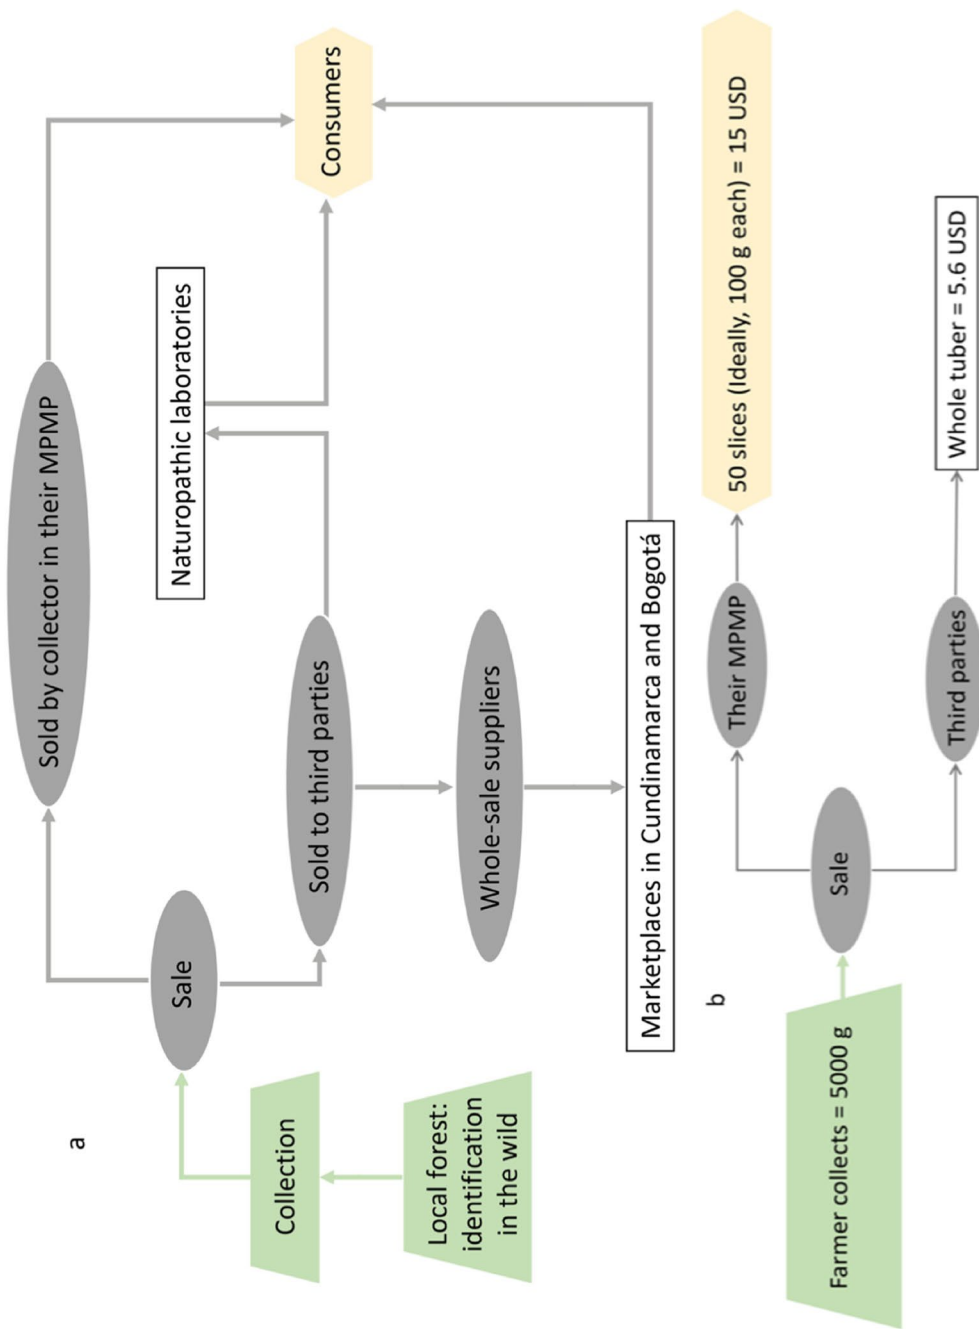 a
Local forest:
identification
in the wild
Collection
Sale
Sold by collector in their MPMP
Sold to third parties
Naturopathic laboratories
Whole-sale suppliers
Marketplaces in Cundinamarca and Bogotá
Consumers
b
Farmer collects = 5000 g
Sale
Their MPMP
50 slices (Ideally, 100 g each) = 15 USD
Third parties
Whole tuber = 5.6 USD